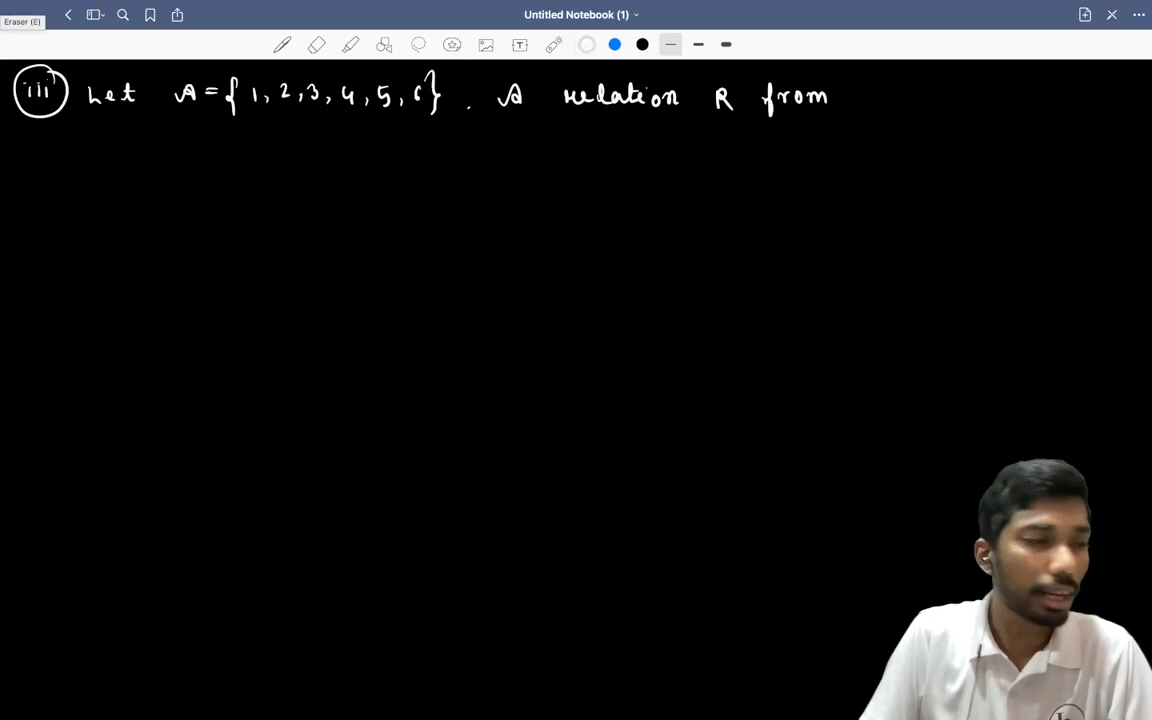 Untitled Notebook (1)
Eraser (E)
iii Let A = { 1, 2, 3, 4, 5, 6 } . A relation R from